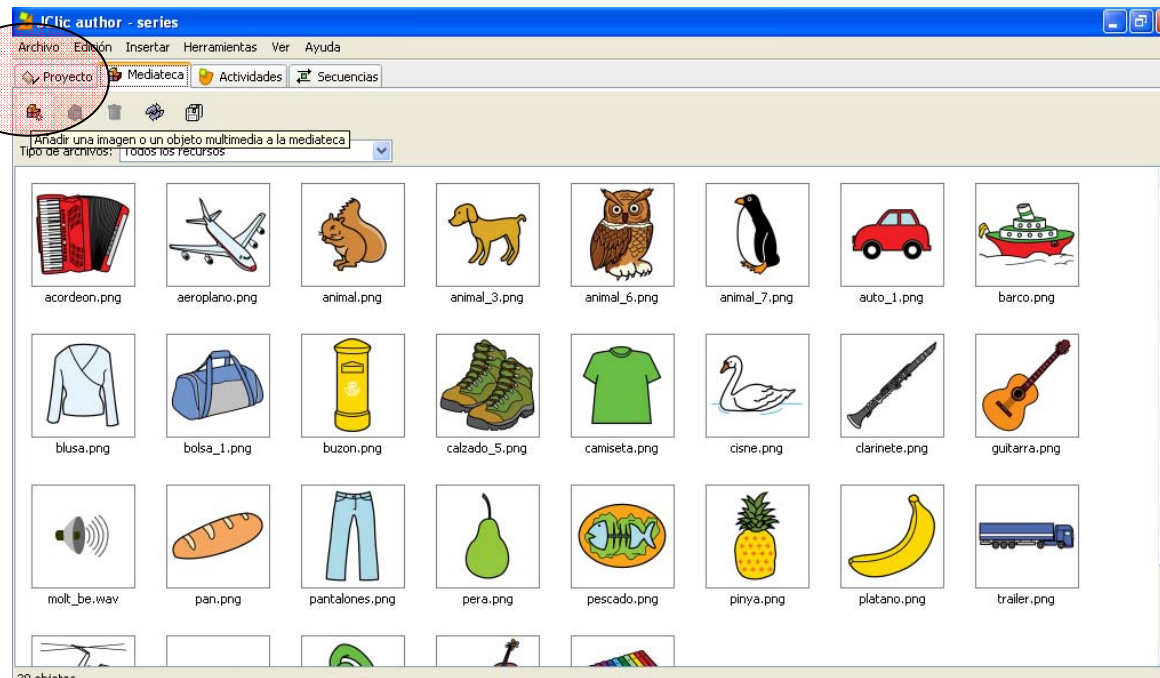 JClic author - series
Archivo Edición Insertar Herramientas Ver Ayuda
Proyecto Mediateca Actividades Secuencias
Añadir una imagen o un objeto multimedia a la mediateca
Tipo de archivos: Todos los recursos
acordeon.png aeroplano.png animal.png animal_3.png animal_6.png animal_7.png auto_1.png barco.png
blusa.png bolsa_1.png buzon.png calzado_5.png camiseta.png cisne.png clarinete.png guitarra.png
molt_be.wav pan.png pantalones.png pera.png pescado.png pinya.png platano.png trailer.png
objetos